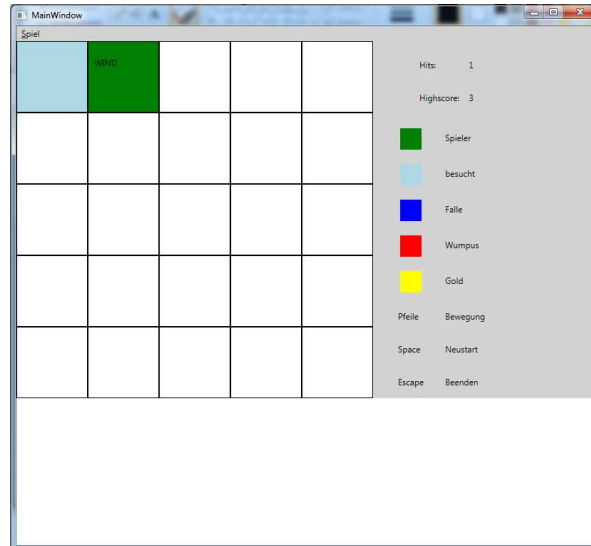 MainWindow
Spiel
WIND
Hits: 1
Highscore: 3
Spieler
besucht
Falle
Wumpus
Gold
Pfeile Bewegung
Space Neustart
Escape Beenden